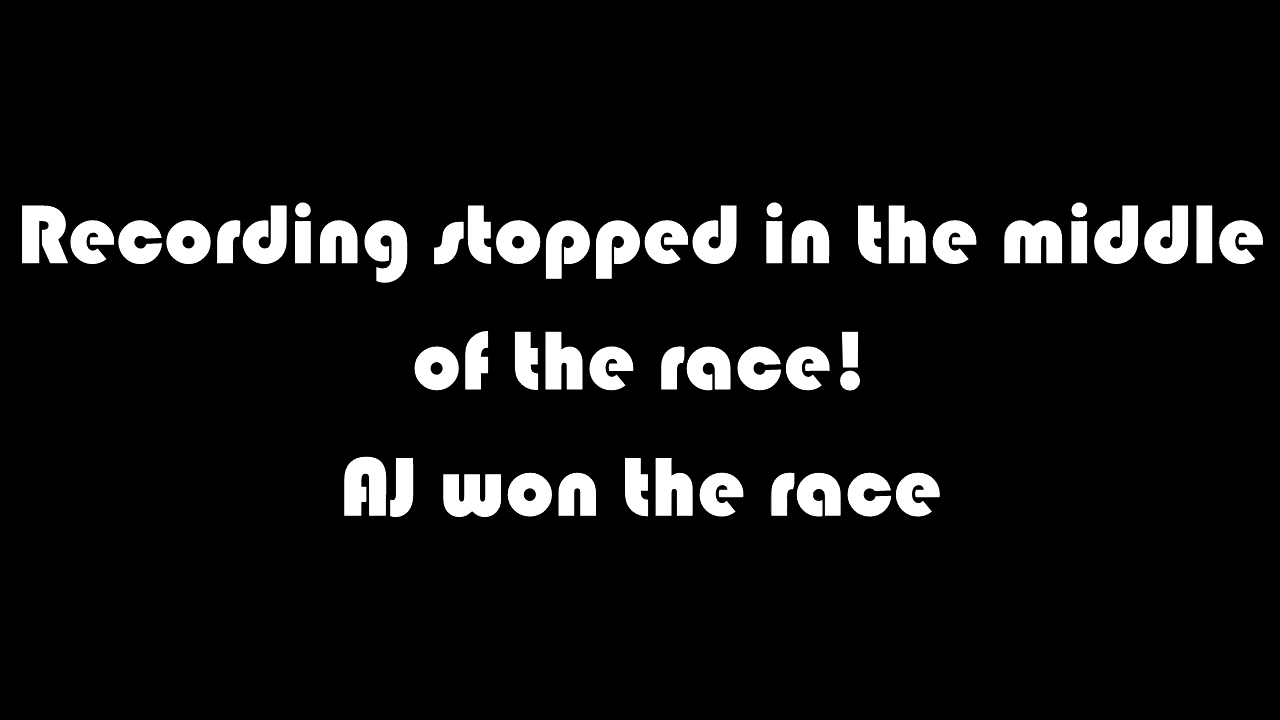 Recording stopped in the middle
of the race!
AJ won the race